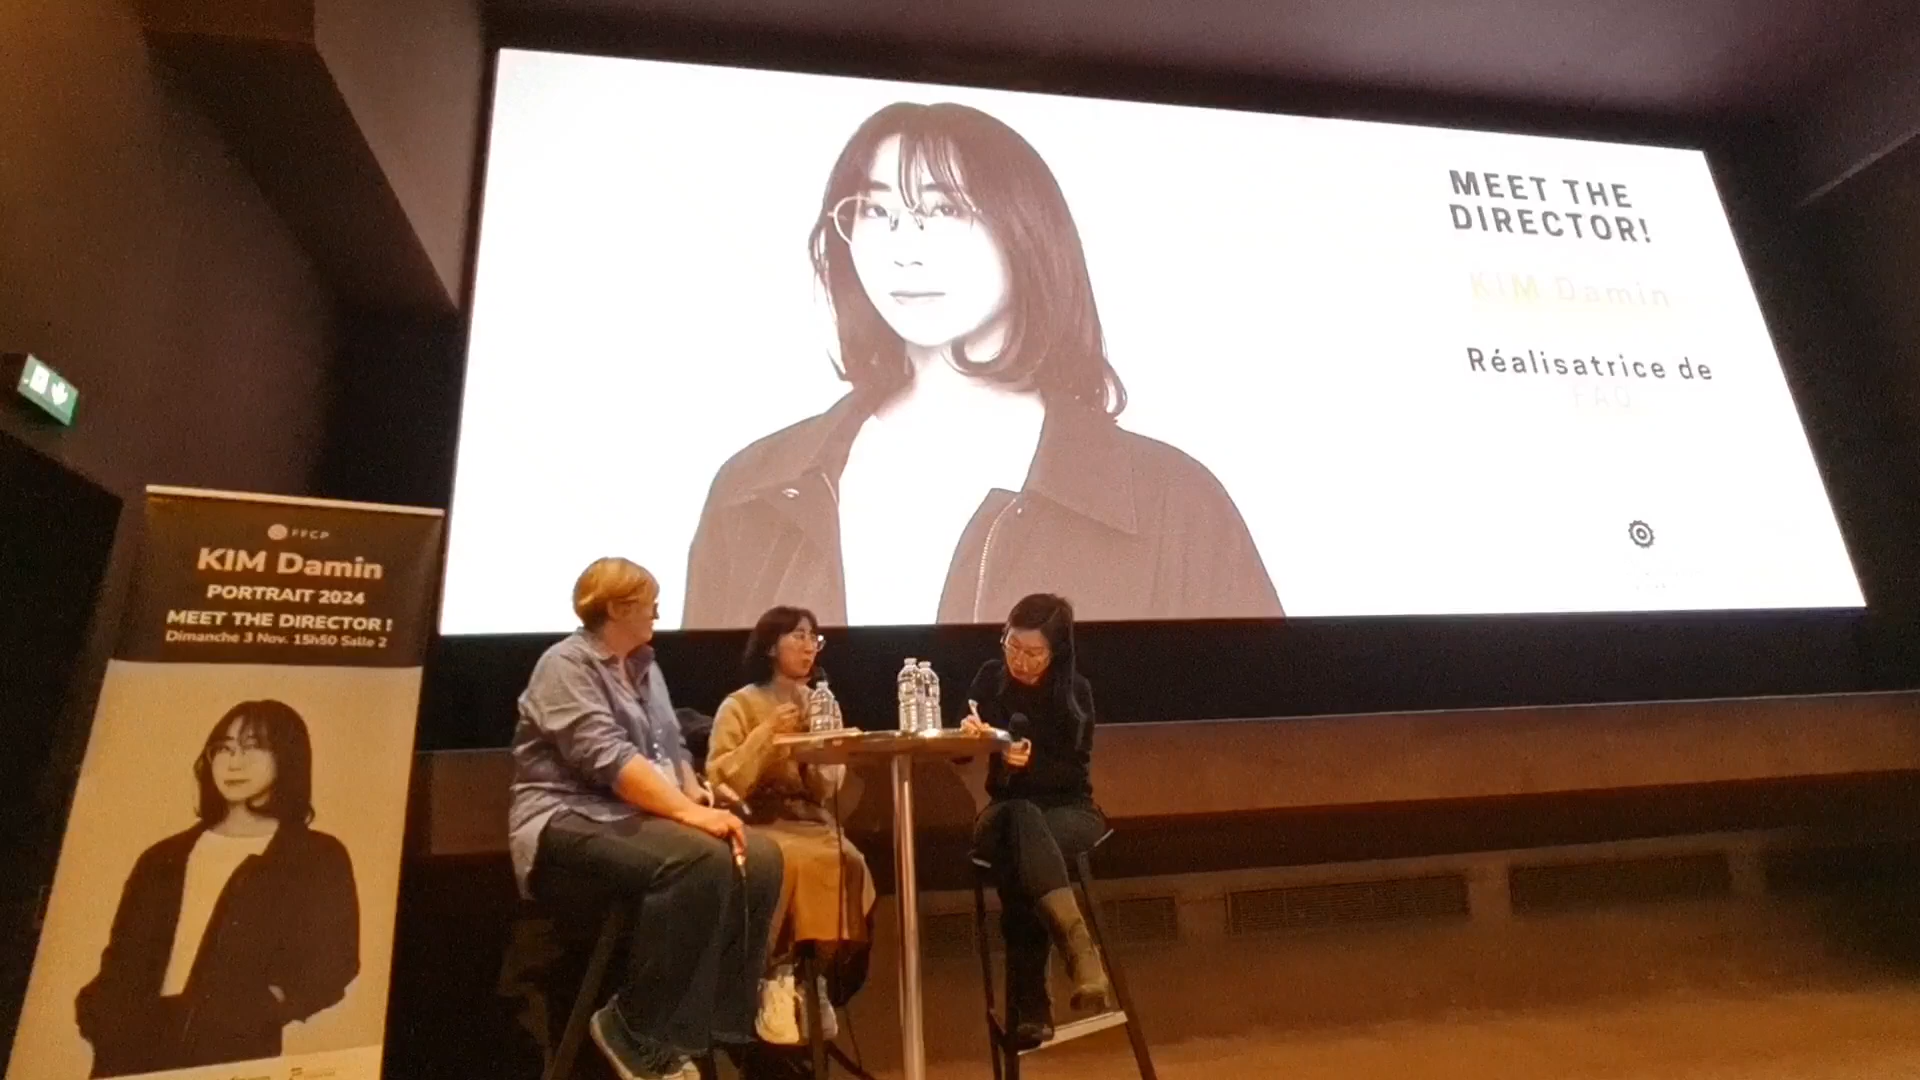 MEET THE
DIRECTOR!
KIM Damin
Réalisatrice de
FAQ
FFCP
KIM Damin
PORTRAIT 2024
MEET THE DIRECTOR !
Dimanche 3 Nov. 15h50 Salle 2